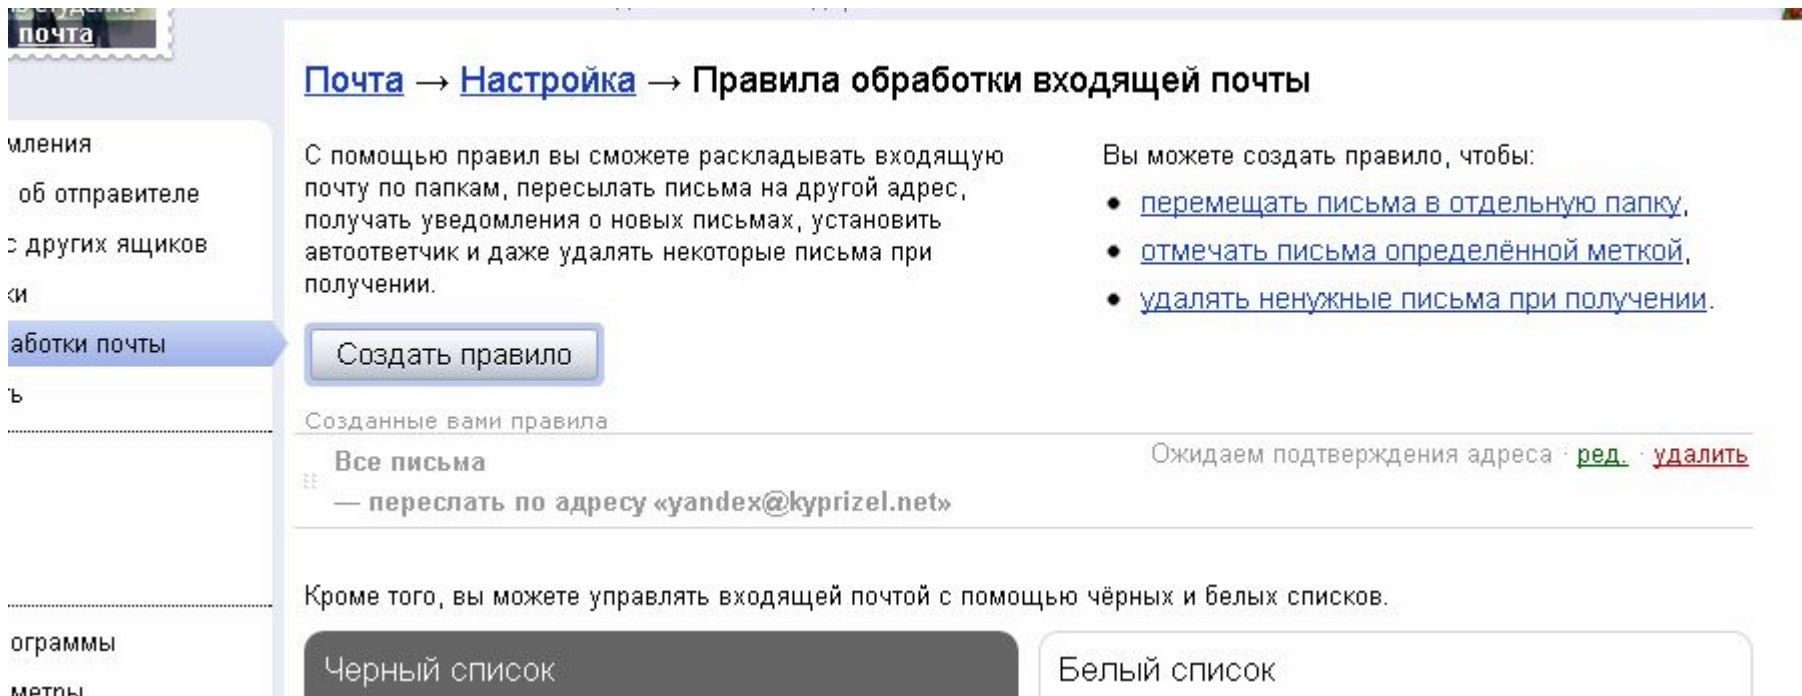 почта
Почта → Настройка → Правила обработки входящей почты
мления
об отправителе
с других ящиков
ки
аботки почты
ть
ограммы
метры
С помощью правил вы сможете раскладывать входящую
почту по папкам, пересылать письма на другой адрес,
получать уведомления о новых письмах, установить
автоответчик и даже удалять некоторые письма при
получении.
Вы можете создать правило, чтобы:
• перемещать письма в отдельную папку,
• отмечать письма определённой меткой,
• удалять ненужные письма при получении.
Создать правило
Созданные вами правила
Все письма
— переслать по адресу «yandex@kyprizel.net»
Ожидаем подтверждения адреса · ред. · удалить
Кроме того, вы можете управлять входящей почтой с помощью чёрных и белых списков.
Черный список
Белый список